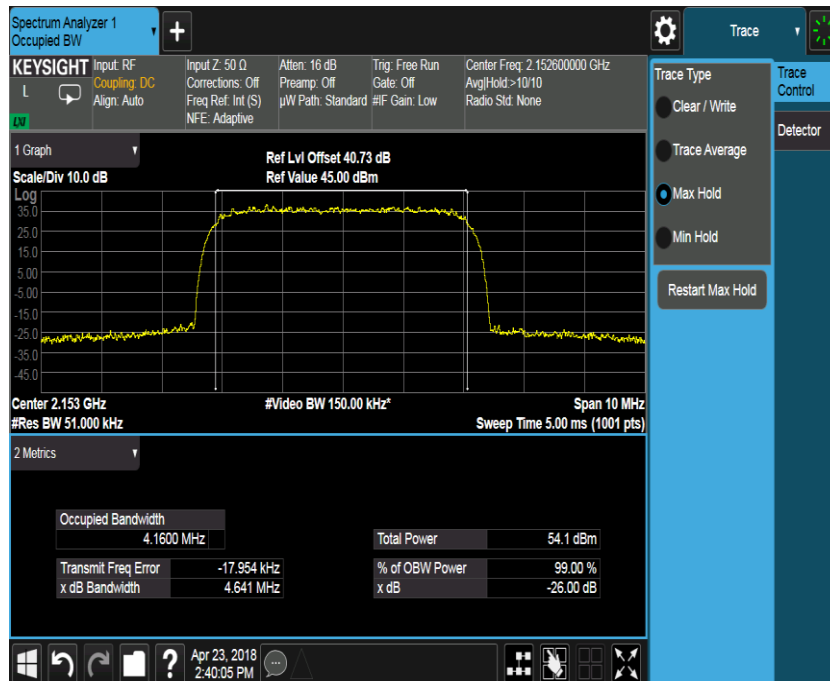 Spectrum Analyzer 1
Occupied BW
+
Trace
KEYSIGHT
L
LXI
Input: RF
Coupling: DC
Align: Auto
Input Z: 50 Ω
Corrections: Off
Freq Ref: Int (S)
NFE: Adaptive
Atten: 16 dB
Preamp: Off
µW Path: Standard
Trig: Free Run
Gate: Off
#IF Gain: Low
Center Freq: 2.152600000 GHz
Avg|Hold:>10/10
Radio Std: None
Trace Type
Clear / Write
Trace Average
Max Hold
Min Hold
Restart Max Hold
Trace Control
Detector
1 Graph
Scale/Div 10.0 dB
Ref Lvl Offset 40.73 dB
Ref Value 45.00 dBm
Log
35.0
25.0
15.0
5.00
-5.00
-15.0
-25.0
-35.0
-45.0
Center 2.153 GHz
#Video BW 150.00 kHz*
Span 10 MHz
#Res BW 51.000 kHz
Sweep Time 5.00 ms (1001 pts)
2 Metrics
Occupied Bandwidth
4.1600 MHz
Total Power 54.1 dBm
Transmit Freq Error -17.954 kHz
% of OBW Power 99.00 %
x dB Bandwidth 4.641 MHz
x dB -26.00 dB
?
Apr 23, 2018
2:40:05 PM